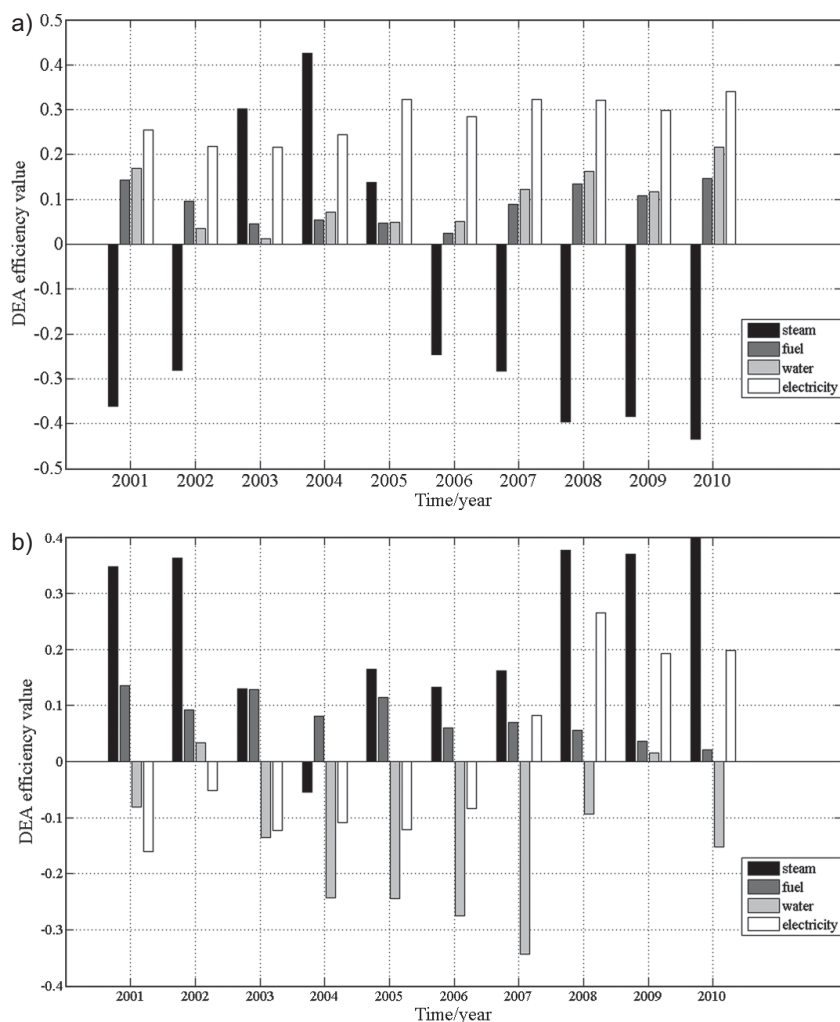 a)
DEA efficiency value
0.5
0.4
0.3
0.2
0.1
0
-0.1
-0.2
-0.3
-0.4
-0.5
steam
fuel
water
electricity
2001 2002 2003 2004 2005 2006 2007 2008 2009 2010
Time/year
b)
DEA efficiency value
0.4
0.3
0.2
0.1
0
-0.1
-0.2
-0.3
-0.4
steam
fuel
water
electricity
2001 2002 2003 2004 2005 2006 2007 2008 2009 2010
Time/year